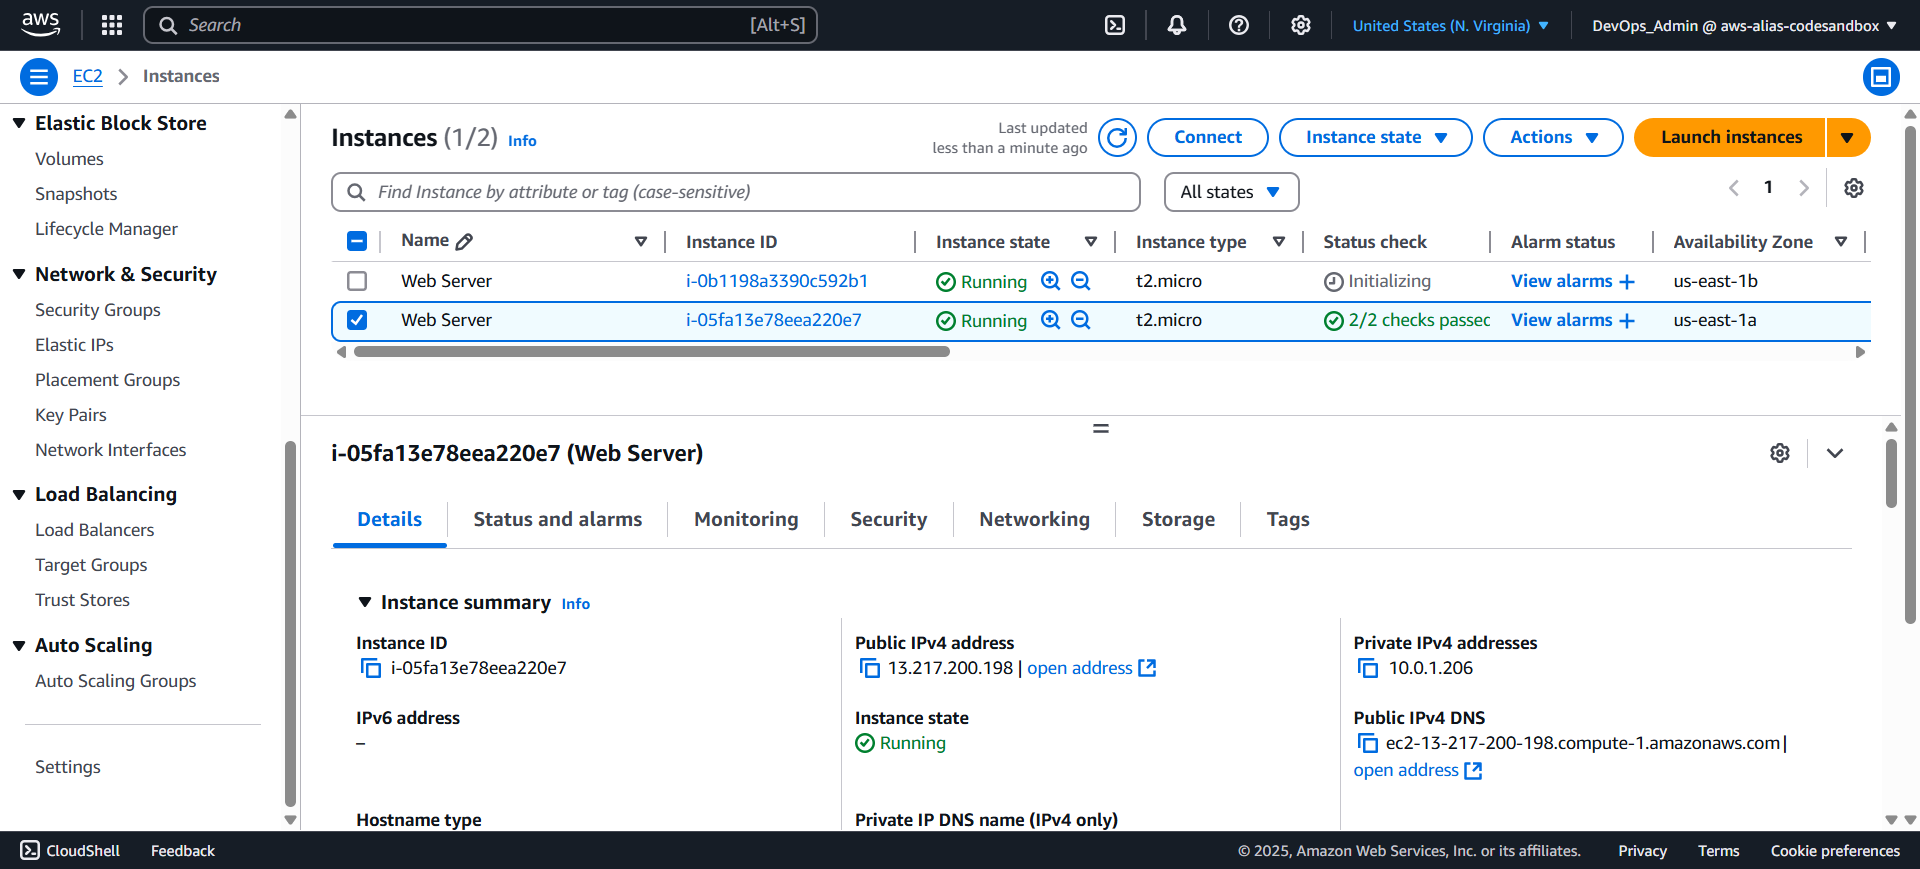 aws
Search [Alt+S]
United States (N. Virginia)
DevOps_Admin @ aws-alias-codesandbox
EC2 Instances
Elastic Block Store
Volumes
Snapshots
Lifecycle Manager
Network & Security
Security Groups
Elastic IPs
Placement Groups
Key Pairs
Network Interfaces
Load Balancing
Load Balancers
Target Groups
Trust Stores
Auto Scaling
Auto Scaling Groups
Settings
Instances (1/2) Info
Last updated
less than a minute ago
Connect
Instance state
Actions
Launch instances
Find Instance by attribute or tag (case-sensitive)
All states
1
Name Instance ID Instance state Instance type Status check Alarm status Availability Zone
Web Server i-0b1198a3390c592b1 Running t2.micro Initializing View alarms + us-east-1b
Web Server i-05fa13e78eea220e7 Running t2.micro 2/2 checks passed View alarms + us-east-1a
i-05fa13e78eea220e7 (Web Server)
Details Status and alarms Monitoring Security Networking Storage Tags
Instance summary Info
Instance ID
i-05fa13e78eea220e7
Public IPv4 address
13.217.200.198 | open address
Private IPv4 addresses
10.0.1.206
IPv6 address
–
Instance state
Running
Public IPv4 DNS
ec2-13-217-200-198.compute-1.amazonaws.com |
open address
Hostname type
Private IP DNS name (IPv4 only)
CloudShell Feedback
© 2025, Amazon Web Services, Inc. or its affiliates.
Privacy Terms Cookie preferences